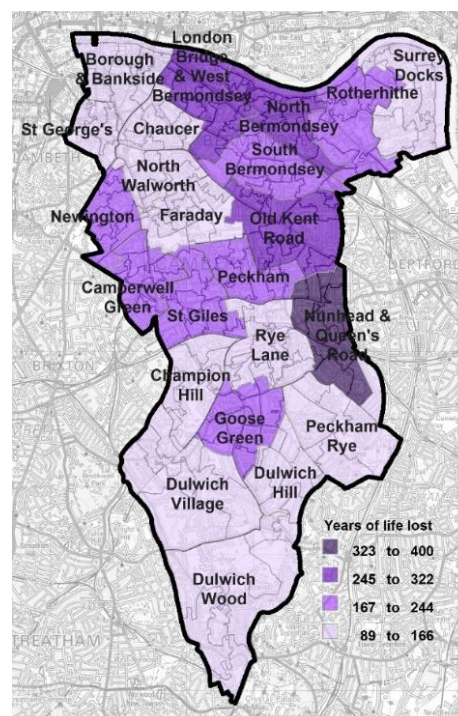 London
Bridge
& West
Bermondsey
Borough
& Bankside
Surrey
Docks
Rotherhithe
North
Bermondsey
St George's
Chaucer
South
Bermondsey
LAMBETH
North
Walworth
Newington
Faraday
Old Kent
Road
DEPTFORD
Peckham
Camberwell
Green
St Giles
Nunhead &
Queen's
Road
Rye
Lane
BRIXTON
Champion
Hill
Goose
Green
Peckham
Rye
Dulwich
Village
Dulwich
Hill
Years of life lost
323 to 400
245 to 322
167 to 244
89 to 166
Dulwich
Wood
TREATHAM